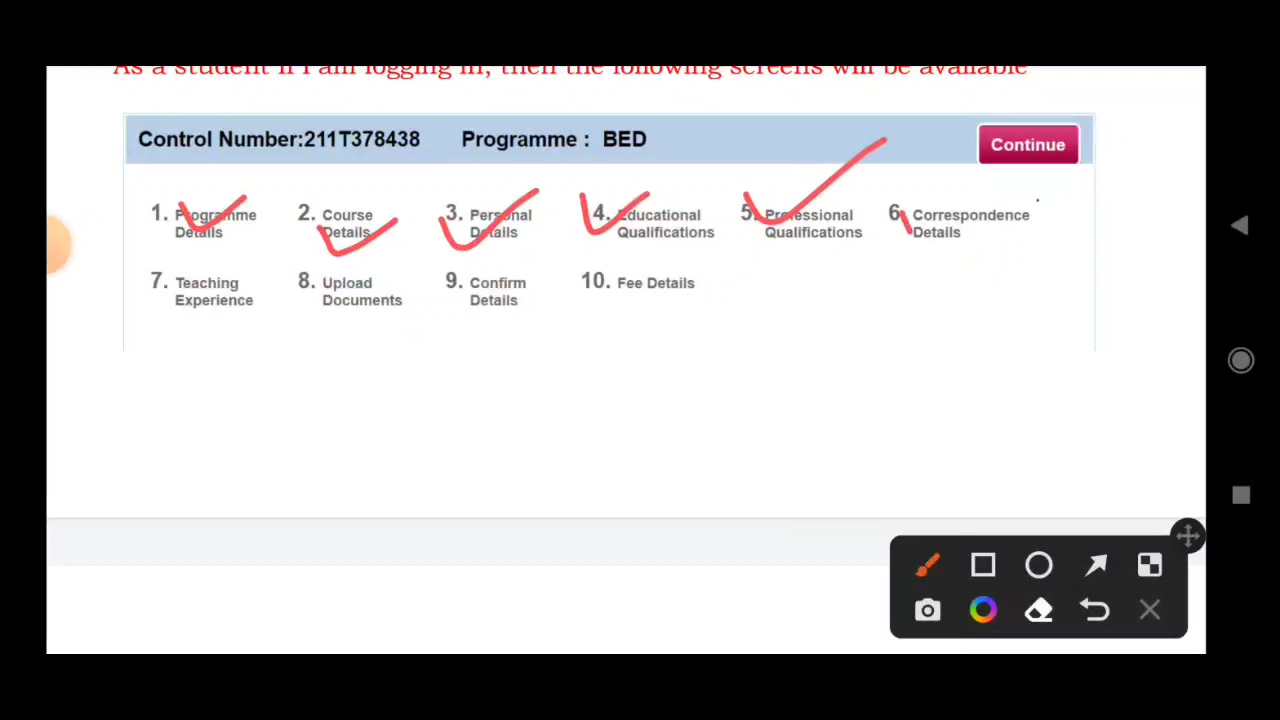 As a student if I am logging in, then the following screens will be available
Control Number:211T378438 Programme : BED Continue
1. Programme Details
2. Course Details
3. Personal Details
4. Educational Qualifications
5. Professional Qualifications
6. Correspondence Details
7. Teaching Experience
8. Upload Documents
9. Confirm Details
10. Fee Details